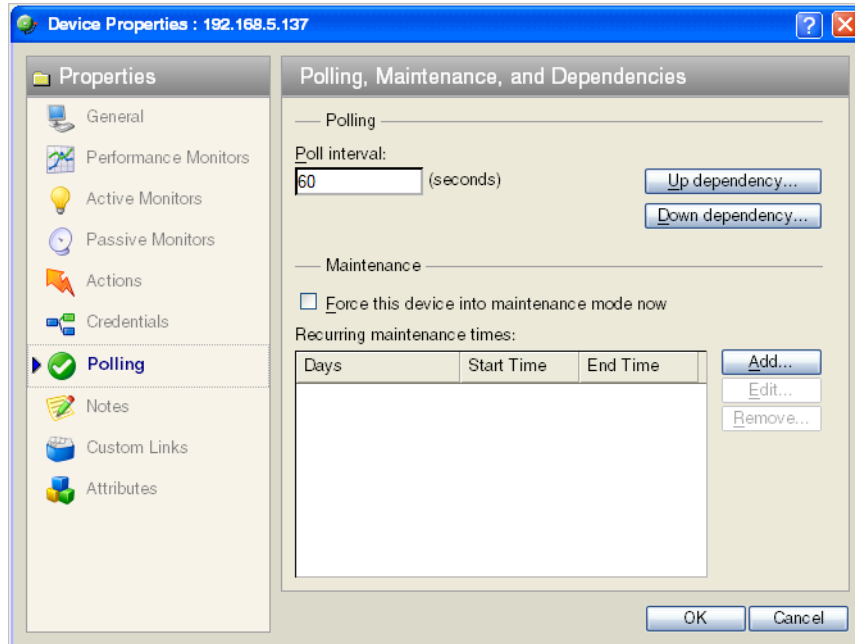 Device Properties : 192.168.5.137
?
X
Properties
General
Performance Monitors
Active Monitors
Passive Monitors
Actions
Credentials
Polling
Notes
Custom Links
Attributes
Polling, Maintenance, and Dependencies
Polling
Poll interval:
60 (seconds)
Up dependency...
Down dependency...
Maintenance
Force this device into maintenance mode now
Recurring maintenance times:
Days Start Time End Time
Add...
Edit...
Remove...
OK Cancel